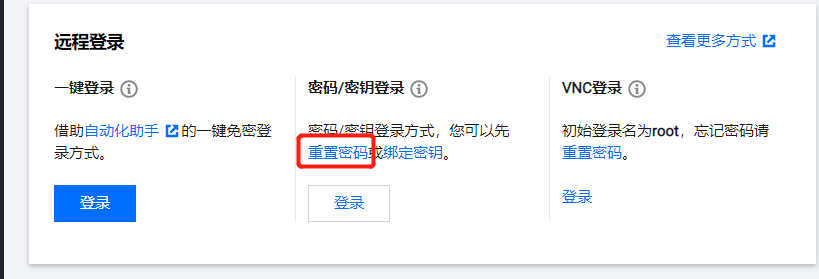 远程登录
查看更多方式
一键登录
借助自动化助手的一键免密登
录方式。
登录
密码/密钥登录
密码/密钥登录方式，您可以先
重置密码或绑定密钥。
登录
VNC登录
初始登录名为root，忘记密码请
重置密码。
登录